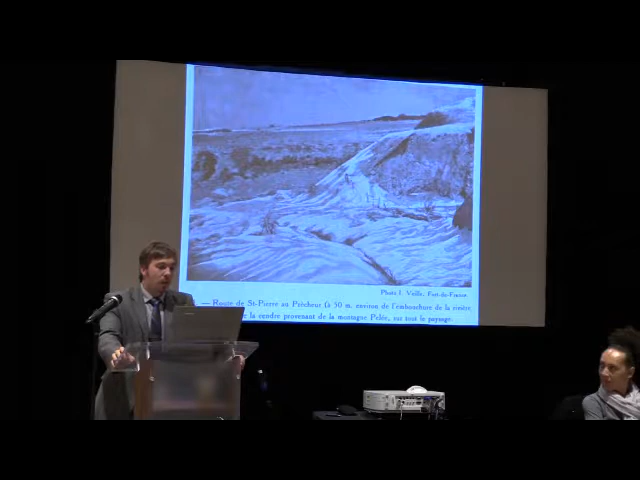 Photo I. Vaillé, Fort-de-France
— Route de St-Pierre au Prêcheur (à 50 m. environ de l'embouchure de la rivière
la cendre provenant de la montagne Pelée, sur tout le paysage.